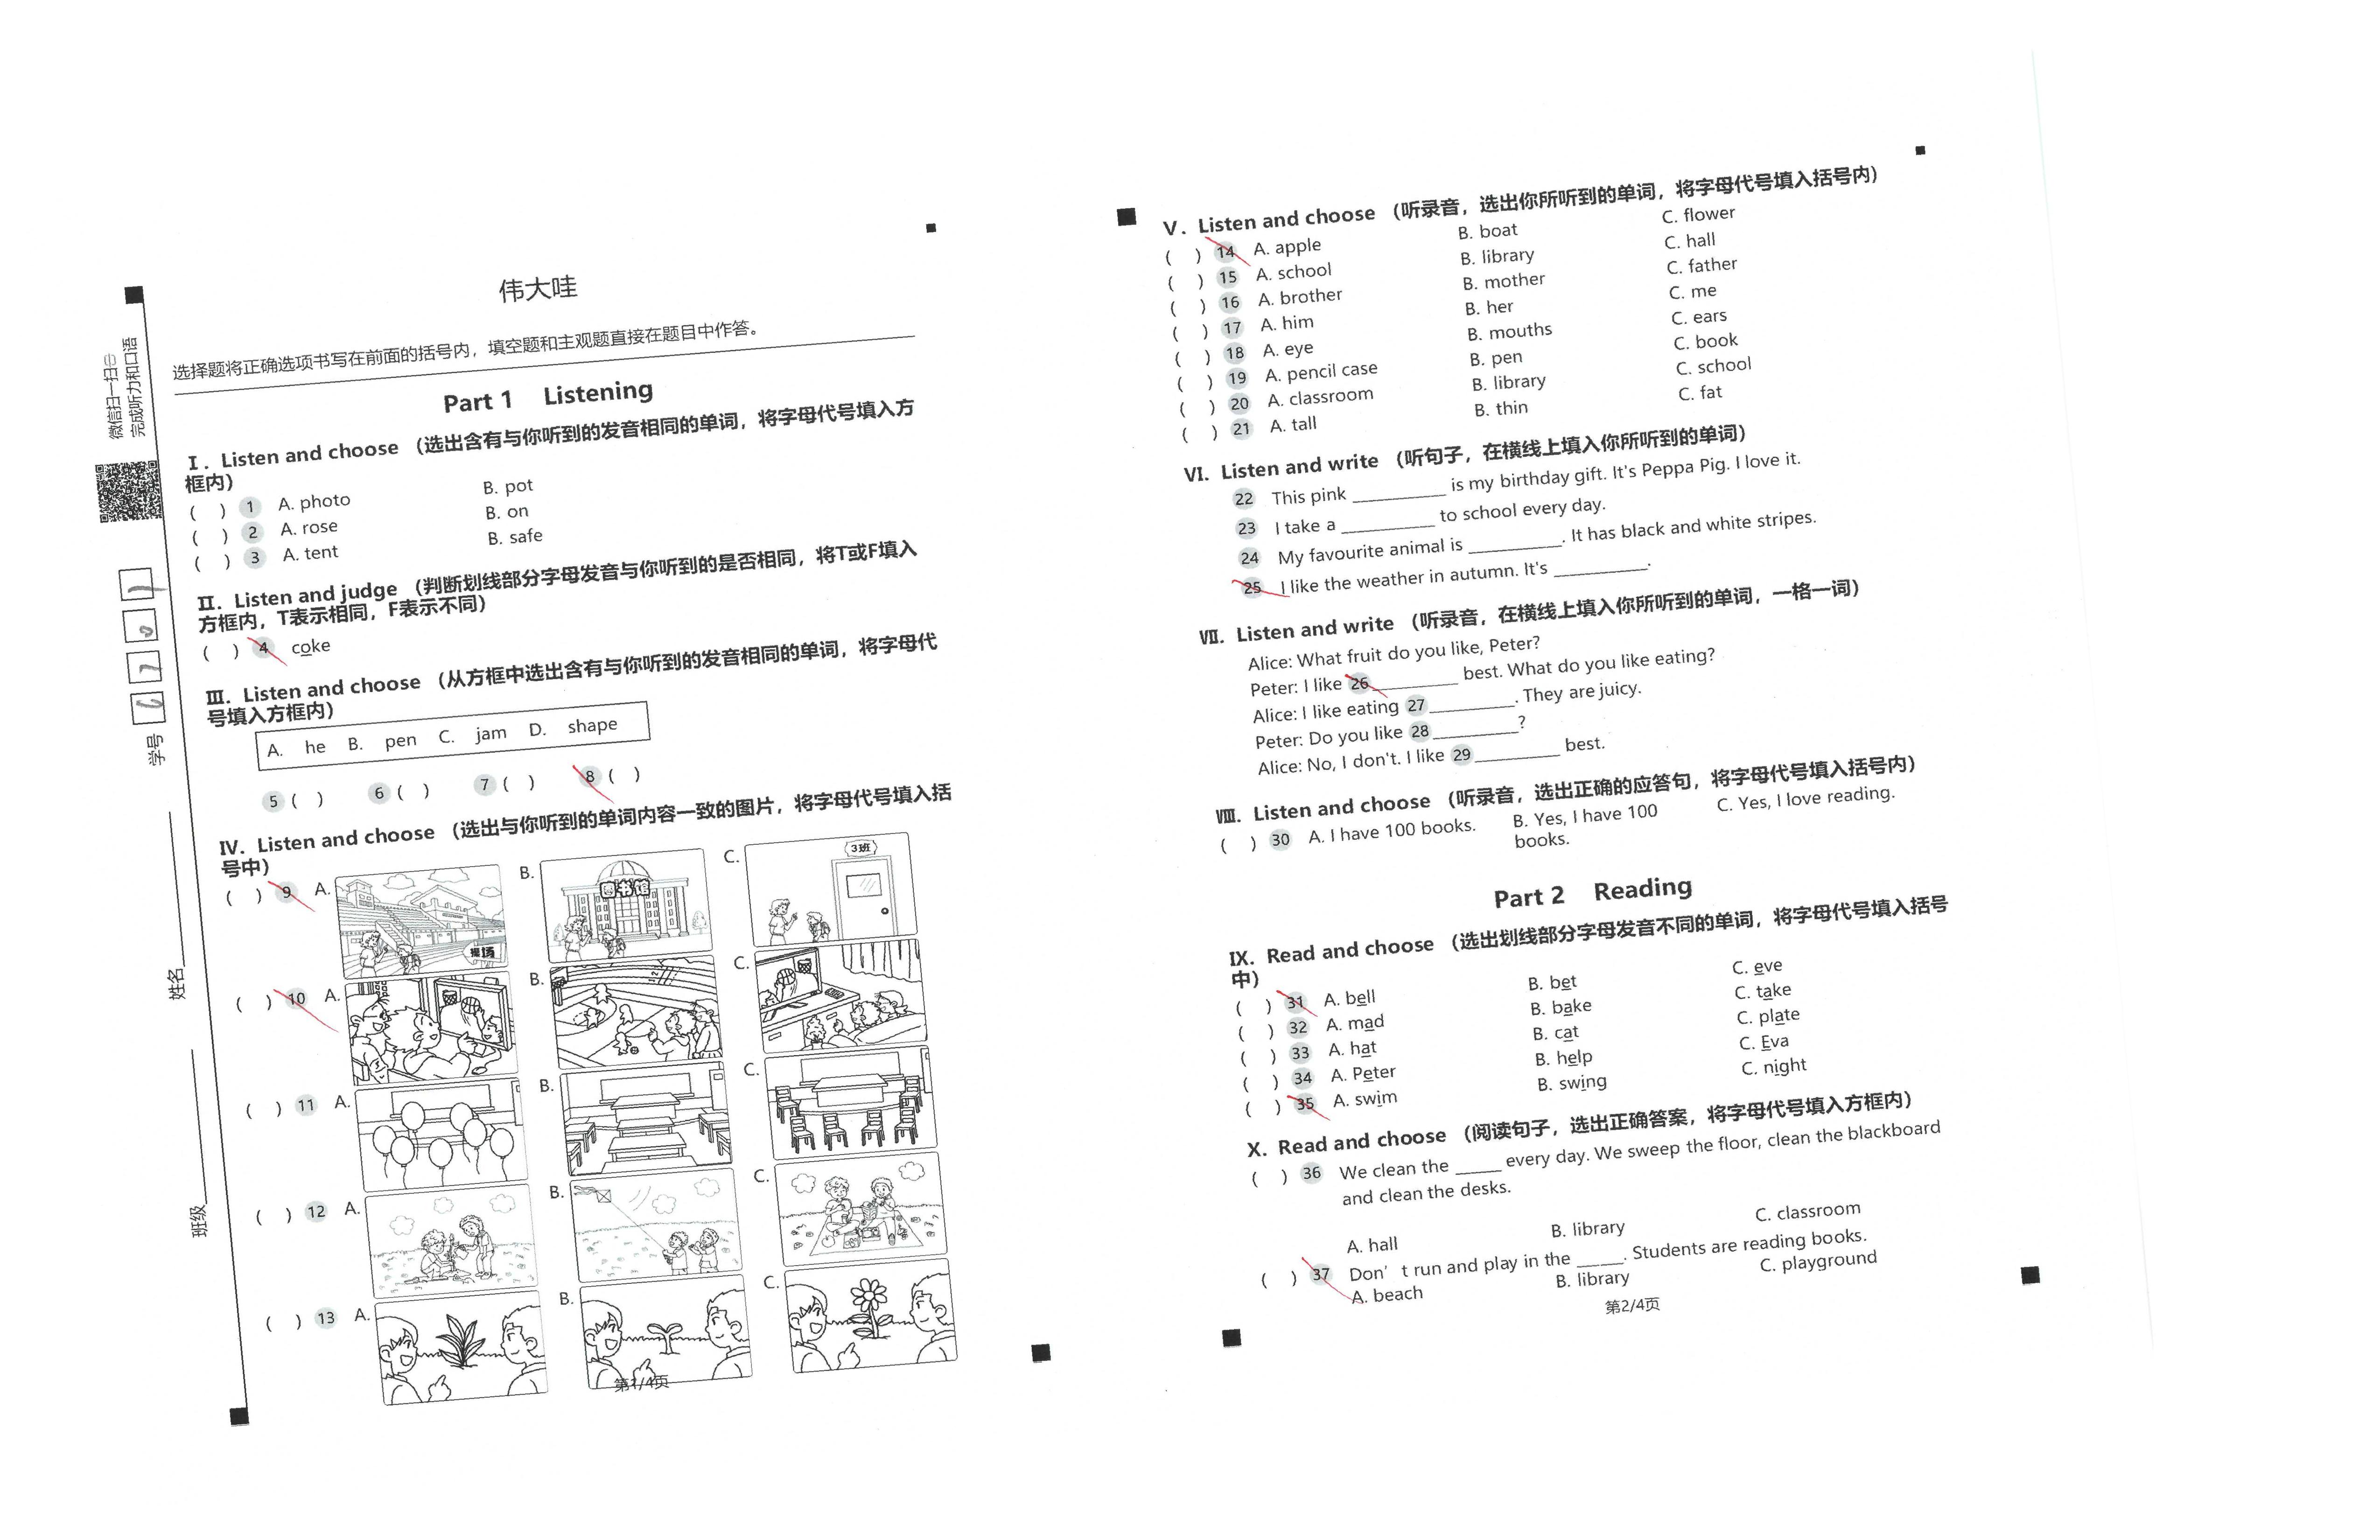 微信扫一扫
完成听力和口语
学号
姓名
班级
伟大哇
选择题将正确选项书写在前面的括号内，填空题和主观题直接在题目中作答。
Part 1 Listening
Ⅰ. Listen and choose （选出含有与你听到的发音相同的单词，将字母代号填入方
框内）
( ) 1 A. photo B. pot
( ) 2 A. rose B. on
( ) 3 A. tent B. safe
Ⅱ. Listen and judge （判断划线部分字母发音与你听到的是否相同，将T或F填入
方框内，T表示相同，F表示不同）
( ) 4 coke
Ⅲ. Listen and choose （从方框中选出含有与你听到的发音相同的单词，将字母代
号填入方框内）
A. he B. pen C. jam D. shape
5 ( ) 6 ( ) 7 ( ) 8 ( )
Ⅳ. Listen and choose （选出与你听到的单词内容一致的图片，将字母代号填入括
号中）
( ) 9 A. B. C.
操场
图书馆
3班
( ) 10 A. B. C.
( ) 11 A. B. C.
( ) 12 A. B. C.
( ) 13 A. B. C.
第1/4页
Ⅴ. Listen and choose （听录音，选出你所听到的单词，将字母代号填入括号内）
( ) 14 A. apple B. boat C. flower
( ) 15 A. school B. library C. hall
( ) 16 A. brother B. mother C. father
( ) 17 A. him B. her C. me
( ) 18 A. eye B. mouths C. ears
( ) 19 A. pencil case B. pen C. book
( ) 20 A. classroom B. library C. school
( ) 21 A. tall B. thin C. fat
Ⅵ. Listen and write （听句子，在横线上填入你所听到的单词）
22 This pink __________ is my birthday gift. It's Peppa Pig. I love it.
23 I take a __________ to school every day.
24 My favourite animal is __________. It has black and white stripes.
25 I like the weather in autumn. It's __________.
Ⅶ. Listen and write （听录音，在横线上填入你所听到的单词，一格一词）
Alice: What fruit do you like, Peter?
Peter: I like 26 _________ best. What do you like eating?
Alice: I like eating 27 _________. They are juicy.
Peter: Do you like 28 _________?
Alice: No, I don't. I like 29 _________ best.
Ⅷ. Listen and choose （听录音，选出正确的应答句，将字母代号填入括号内）
( ) 30 A. I have 100 books. B. Yes, I have 100 C. Yes, I love reading.
books.
Part 2 Reading
Ⅸ. Read and choose （选出划线部分字母发音不同的单词，将字母代号填入括号
中）
( ) 31 A. bell B. bet C. eve
( ) 32 A. mad B. bake C. take
( ) 33 A. hat B. cat C. plate
( ) 34 A. Peter B. help C. Eva
( ) 35 A. swim B. swing C. night
Ⅹ. Read and choose （阅读句子，选出正确答案，将字母代号填入方框内）
( ) 36 We clean the _____ every day. We sweep the floor, clean the blackboard
and clean the desks.
A. hall B. library C. classroom
( ) 37 Don't run and play in the _____. Students are reading books.
A. beach B. library C. playground
第2/4页